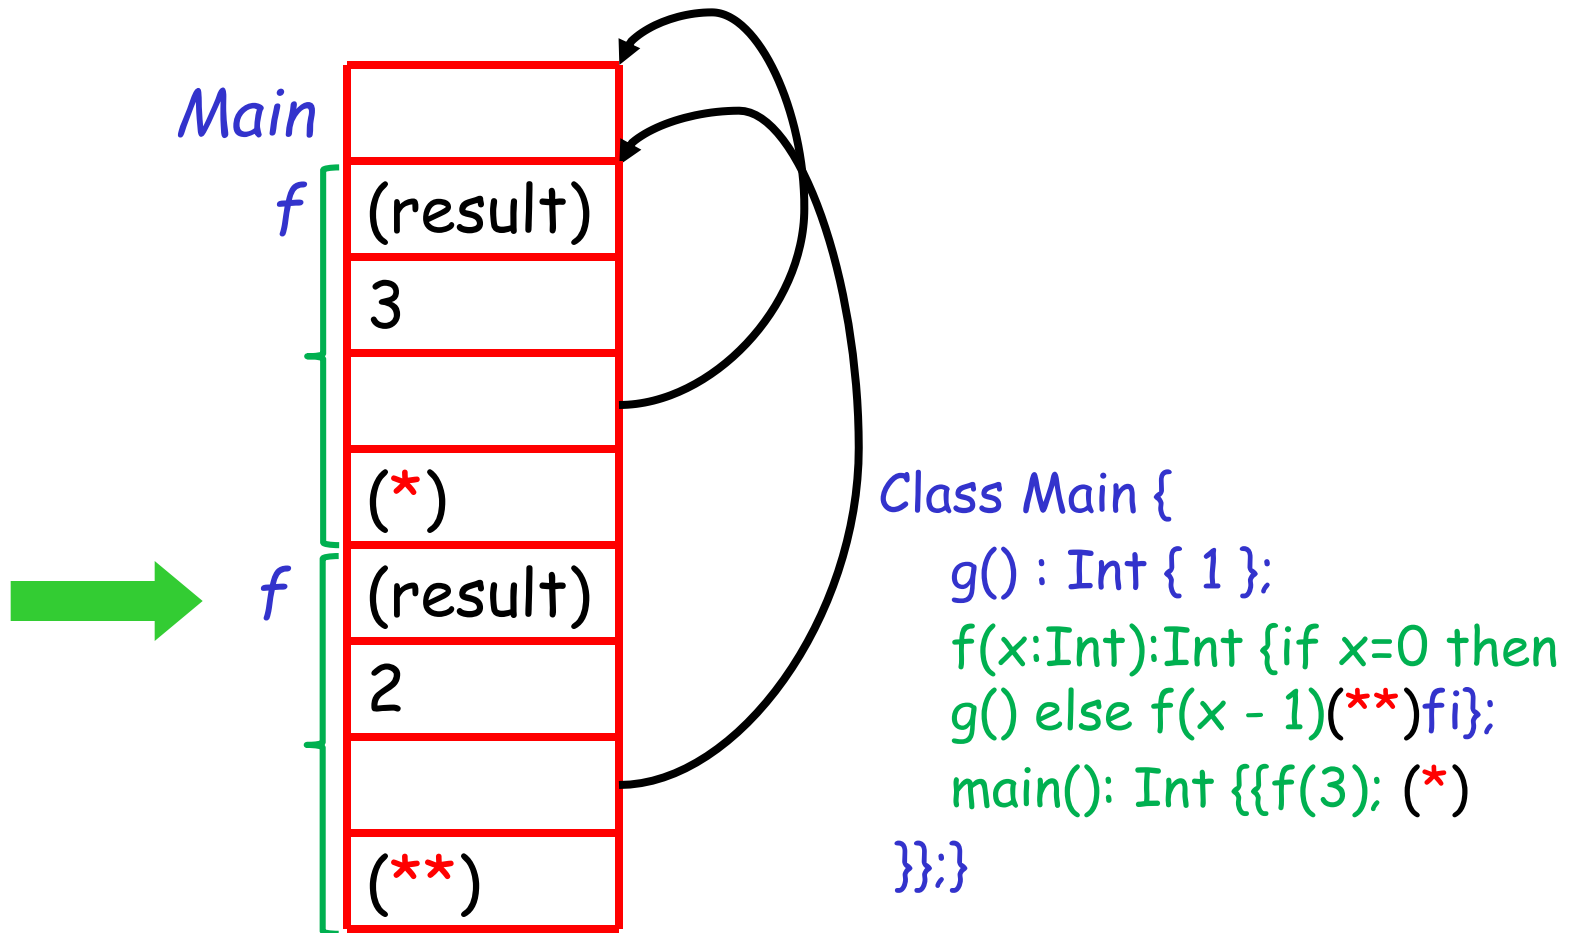 Main
f
(result)
3
(*)
f
(result)
2
(**)
Class Main {
g() : Int { 1 };
f(x:Int):Int {if x=0 then
g() else f(x - 1)(**)fi};
main(): Int {{f(3); (*)
}};}